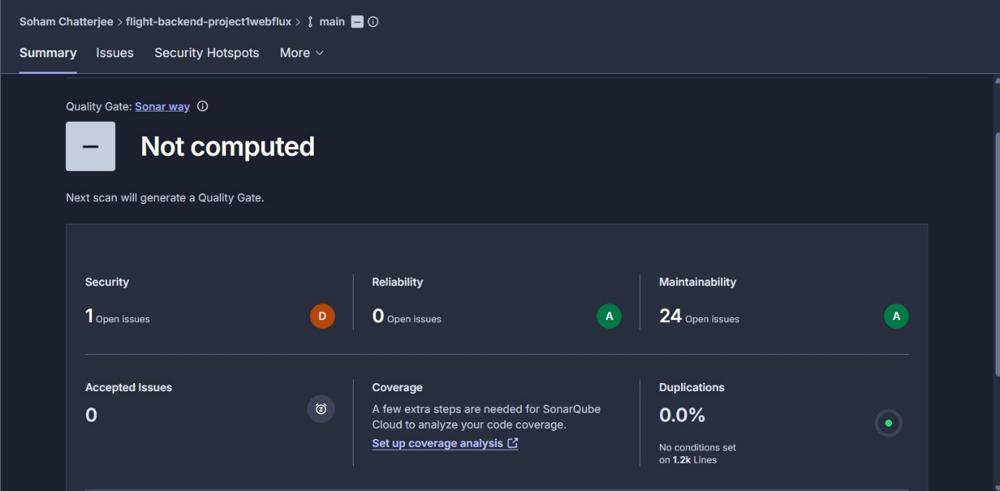 Soham Chatterjee > flight-backend-project1webflux > main
Summary Issues Security Hotspots More
Quality Gate: Sonar way
Not computed
Next scan will generate a Quality Gate.
Security
1 Open issues
D
Reliability
0 Open issues
A
Maintainability
24 Open issues
A
Accepted Issues
0
Coverage
A few extra steps are needed for SonarQube
Cloud to analyze your code coverage.
Set up coverage analysis
Duplications
0.0%
No conditions set
on 1.2k Lines